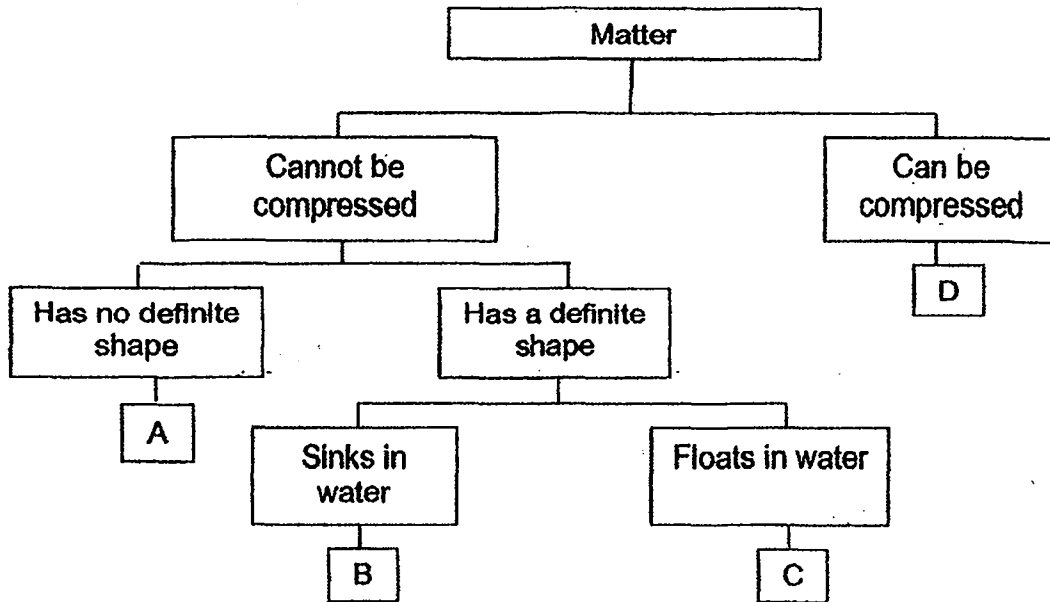 Matter
Cannot be
compressed
Can be
compressed
Has no definite
shape
Has a definite
shape
D
A
Sinks in
water
Floats in water
B
C